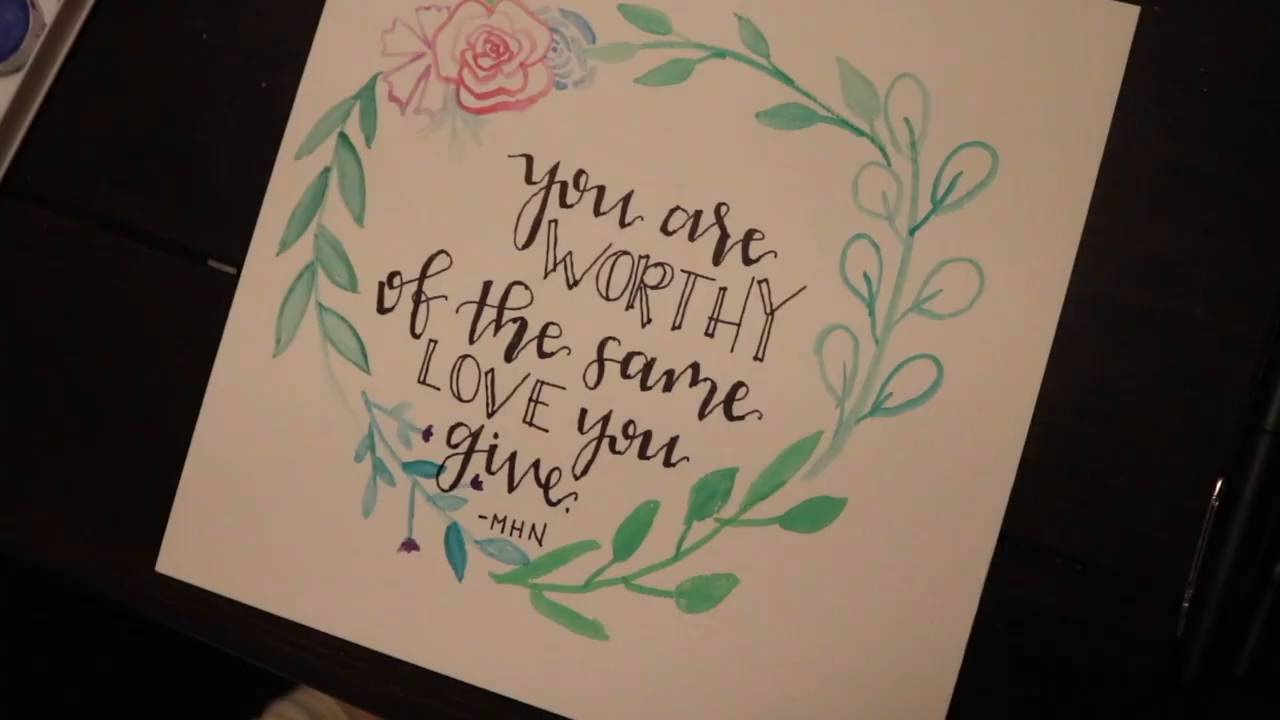 you are
WORTHY
of the same
LOVE you
give.
-MHN